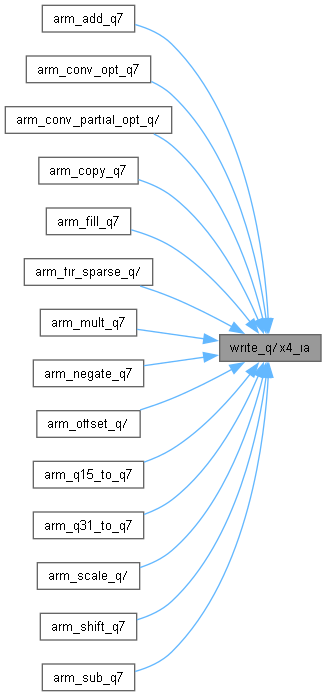 arm_add_q7
arm_conv_opt_q7
arm_conv_partial_opt_q7
arm_copy_q7
arm_fill_q7
arm_fir_sparse_q7
arm_mult_q7
write_q7x4_ia
arm_negate_q7
arm_offset_q7
arm_q15_to_q7
arm_q31_to_q7
arm_scale_q7
arm_shift_q7
arm_sub_q7